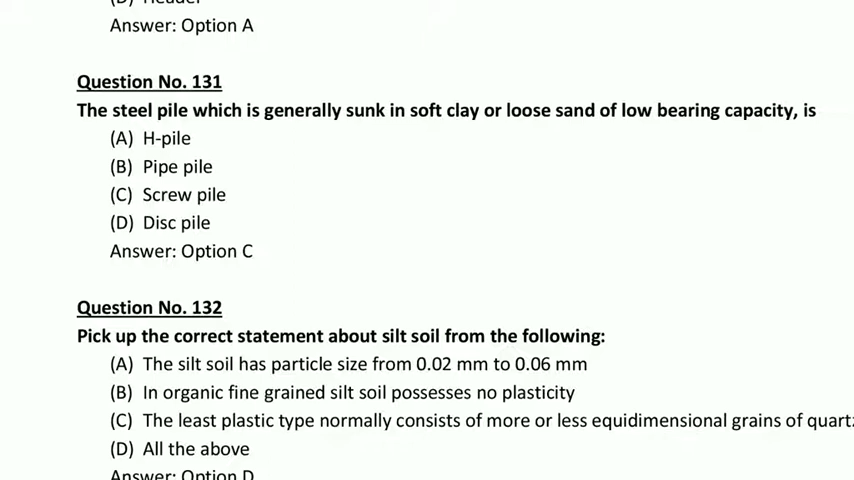 (D) Header
Answer: Option A
Question No. 131
The steel pile which is generally sunk in soft clay or loose sand of low bearing capacity, is
(A) H-pile
(B) Pipe pile
(C) Screw pile
(D) Disc pile
Answer: Option C
Question No. 132
Pick up the correct statement about silt soil from the following:
(A) The silt soil has particle size from 0.02 mm to 0.06 mm
(B) In organic fine grained silt soil possesses no plasticity
(C) The least plastic type normally consists of more or less equidimensional grains of quart
(D) All the above
Answer: Option D